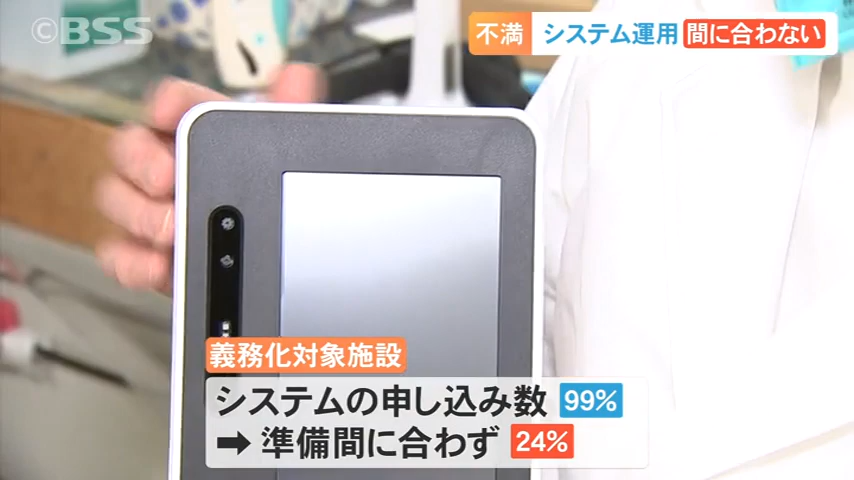 ©BSS
不満 システム運用 間に合わない
義務化対象施設
システムの申し込み数 99%
➡ 準備間に合わず 24%